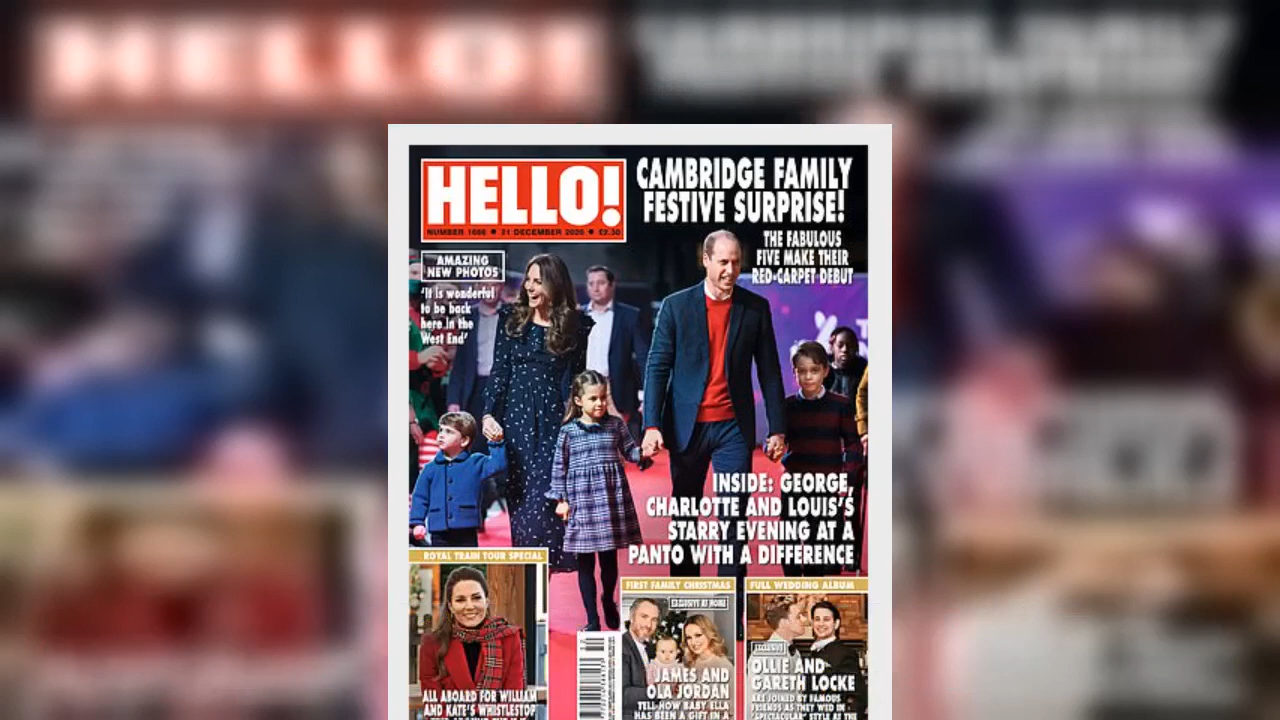 HELLO!
NUMBER 1666 • 21 DECEMBER 2020 • £2.50
CAMBRIDGE FAMILY
FESTIVE SURPRISE!
THE FABULOUS
FIVE MAKE THEIR
RED-CARPET DEBUT
AMAZING
NEW PHOTOS
'It is wonderful
to be back
here in the
West End'
INSIDE: GEORGE,
CHARLOTTE AND LOUIS'S
STARRY EVENING AT A
PANTO WITH A DIFFERENCE
ROYAL TRAIN TOUR SPECIAL
ALL ABOARD FOR WILLIAM
AND KATE'S WHISTLESTOP
FIRST FAMILY CHRISTMAS
EXCLUSIVE AT HOME
JAMES AND
OLA JORDAN
TELL HOW BABY ELLA
HAS BEEN A GIFT IN A
FULL WEDDING ALBUM
EXCLUSIVE
OLLIE AND
GARETH LOCKE
ARE JOINED BY FAMOUS
FRIENDS AS THEY WED IN
'SPECTACULAR' STYLE AT THE